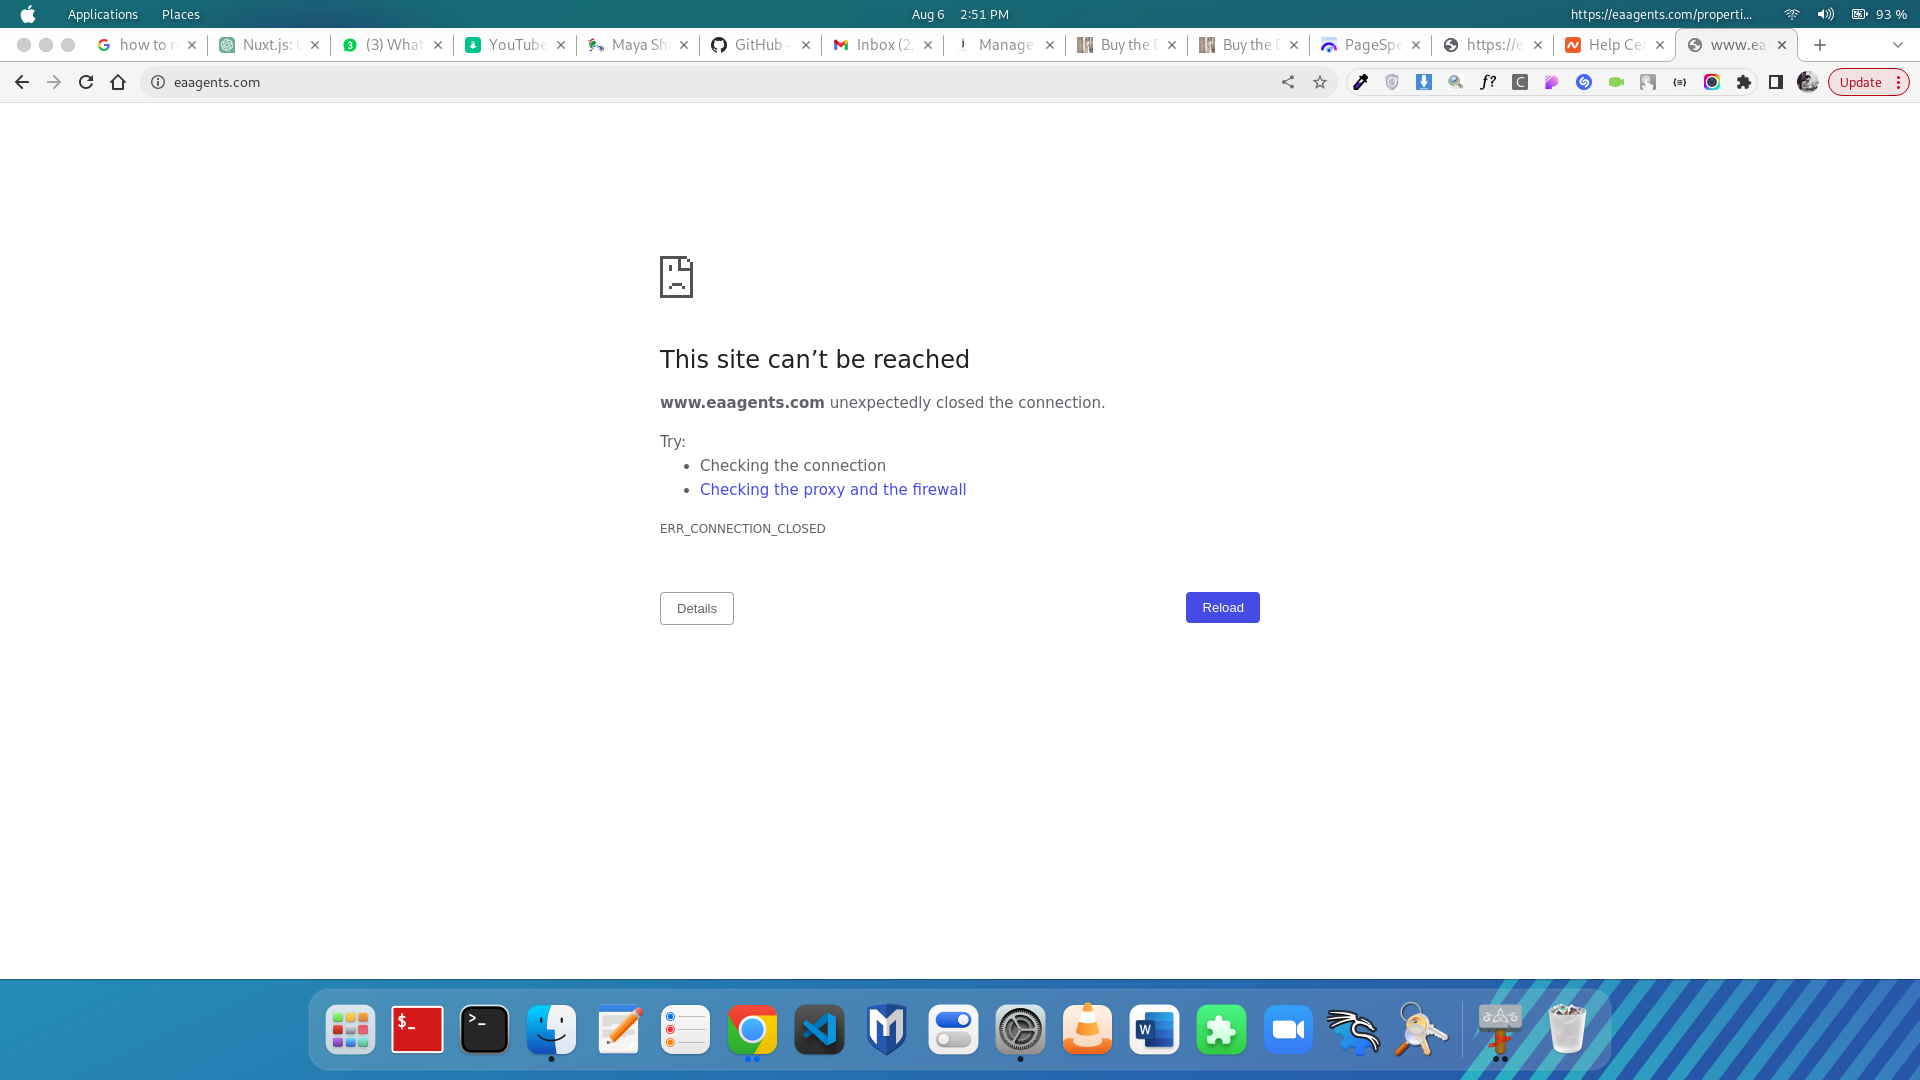 Applications Places Aug 6 2:51 PM https://eaagents.com/properti... 93 %
how to r Nuxt.js: (3) What YouTube Maya Sh GitHub - Inbox (2, Manage Buy the Buy the PageSpe https://e Help Cen www.ea
eaagents.com Update
This site can’t be reached
www.eaagents.com unexpectedly closed the connection.
Try:
• Checking the connection
• Checking the proxy and the firewall
ERR_CONNECTION_CLOSED
Details Reload